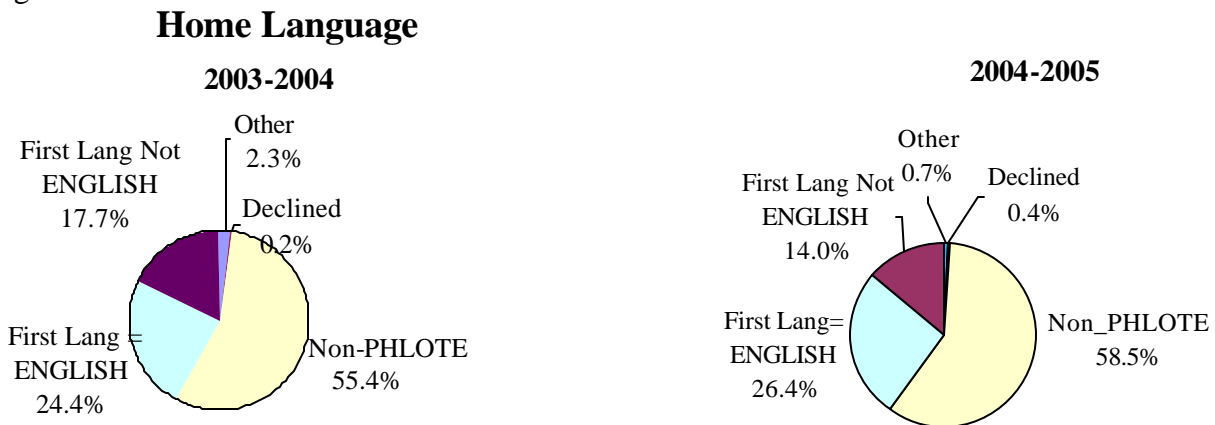 Home Language
2003-2004
Other
2.3%
First Lang Not
ENGLISH
17.7%
Declined
0.2%
First Lang =
ENGLISH
24.4%
Non-PHLOTE
55.4%
2004-2005
Other
0.7%
First Lang Not
ENGLISH
14.0%
Declined
0.4%
First Lang=
ENGLISH
26.4%
Non_PHLOTE
58.5%